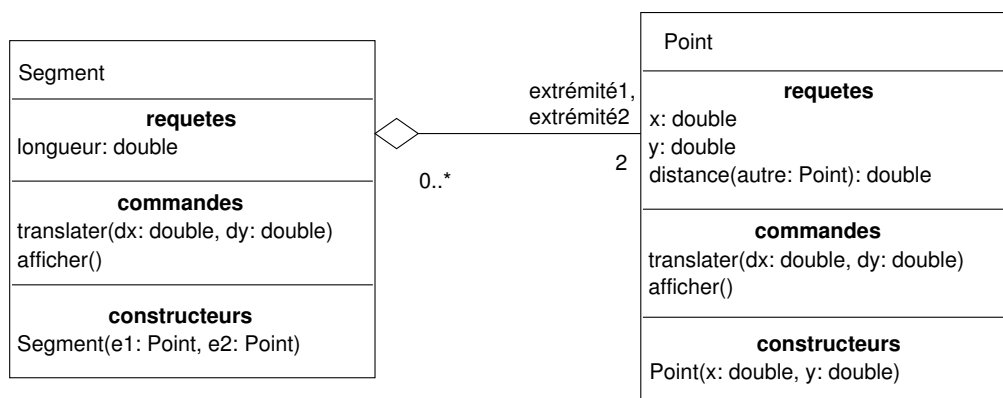 Segment
requetes
longueur: double
commandes
translater(dx: double, dy: double)
afficher()
constructeurs
Segment(e1: Point, e2: Point)
extrémité1,
extrémité2
0..*
2
Point
requetes
x: double
y: double
distance(autre: Point): double
commandes
translater(dx: double, dy: double)
afficher()
constructeurs
Point(x: double, y: double)